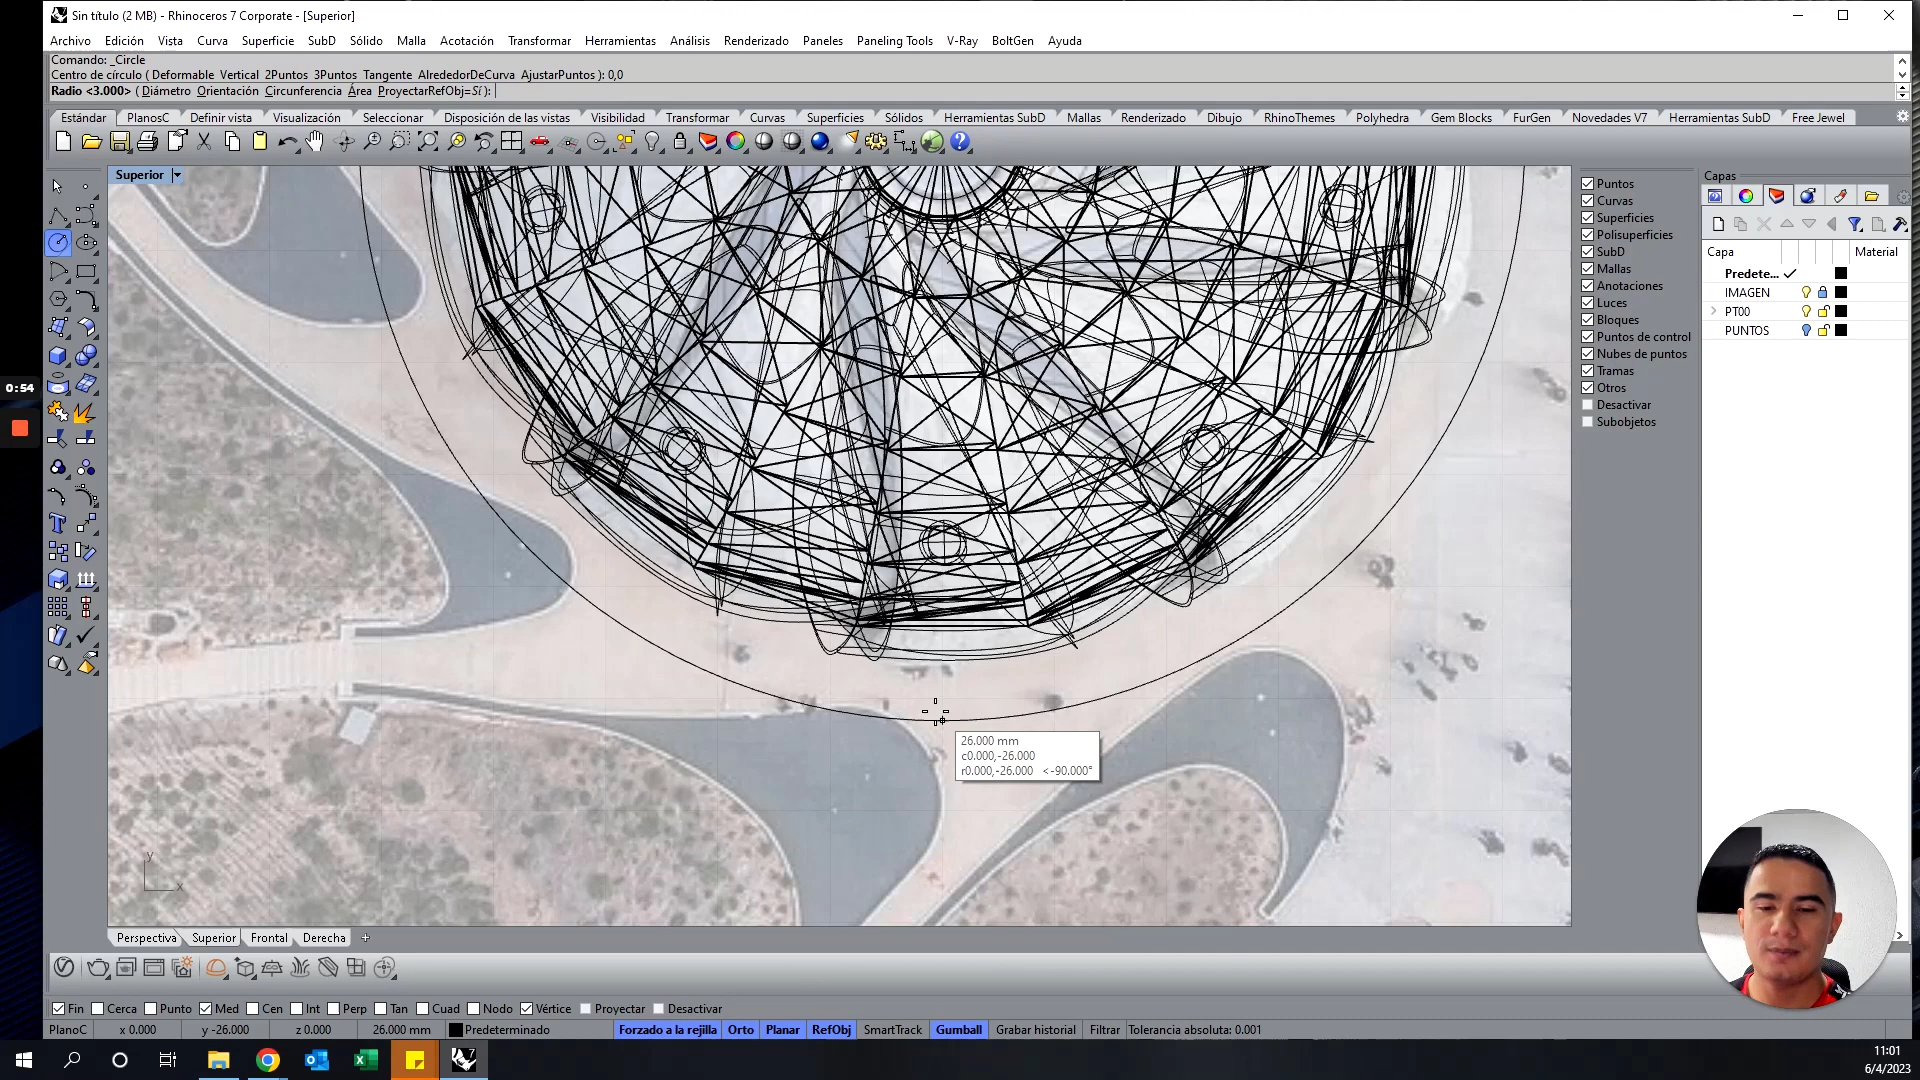 Sin título (2 MB) - Rhinoceros 7 Corporate - [Superior]
Archivo Edición Vista Curva Superficie SubD Sólido Malla Acotación Transformar Herramientas Análisis Renderizado Paneles Paneling Tools V-Ray BoltGen Ayuda
Comando: _Circle
Centro de círculo ( Deformable Vertical 2Puntos 3Puntos Tangente AlrededorDeCurva AjustarPuntos ): 0,0
Radio <3.000> ( Diámetro Orientación Circunferencia Área ProyectarRefObj=Sí ):
Estándar PlanosC Definir vista Visualización Seleccionar Disposición de las vistas Visibilidad Transformar Curvas Superficies Sólidos Herramientas SubD Mallas Renderizado Dibujo RhinoThemes Polyhedra Gem Blocks FurGen Novedades V7 Herramientas SubD Free Jewel
Superior
Puntos
Curvas
Superficies
Polisuperficies
SubD
Mallas
Anotaciones
Luces
Bloques
Puntos de control
Nubes de puntos
Tramas
Otros
Desactivar
Subobjetos
Capas
Capa Material
Predete...
IMAGEN
PT00
PUNTOS
0:54
26.000 mm
c0.000,-26.000
r0.000,-26.000 <-90.000°
y
x
Perspectiva Superior Frontal Derecha
Fin Cerca Punto Med Cen Int Perp Tan Cuad Nodo Vértice Proyectar Desactivar
PlanoC x 0.000 y -26.000 z 0.000 26.000 mm Predeterminado Forzado a la rejilla Orto Planar RefObj SmartTrack Gumball Grabar historial Filtrar Tolerancia absoluta: 0.001
11:01
6/4/2023